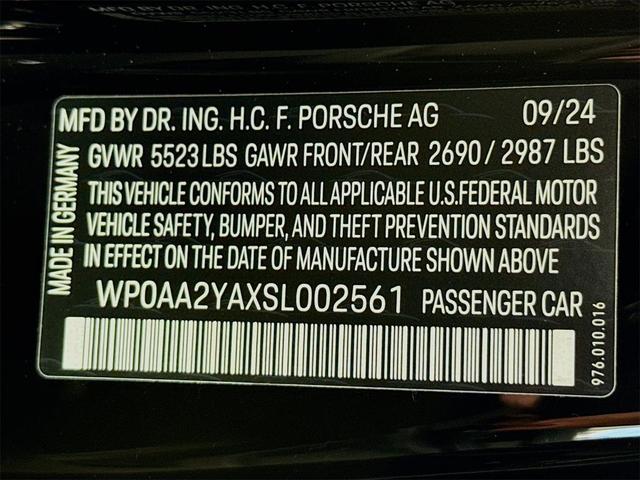 MFD BY DR. ING. H.C. F. PORSCHE AG 09/24
GVWR 5523 LBS GAWR FRONT/REAR 2690 / 2987 LBS
THIS VEHICLE CONFORMS TO ALL APPLICABLE U.S.FEDERAL MOTOR
VEHICLE SAFETY, BUMPER, AND THEFT PREVENTION STANDARDS
IN EFFECT ON THE DATE OF MANUFACTURE SHOWN ABOVE
WP0AA2YAXSL002561 PASSENGER CAR
MADE IN GERMANY
976.010.016